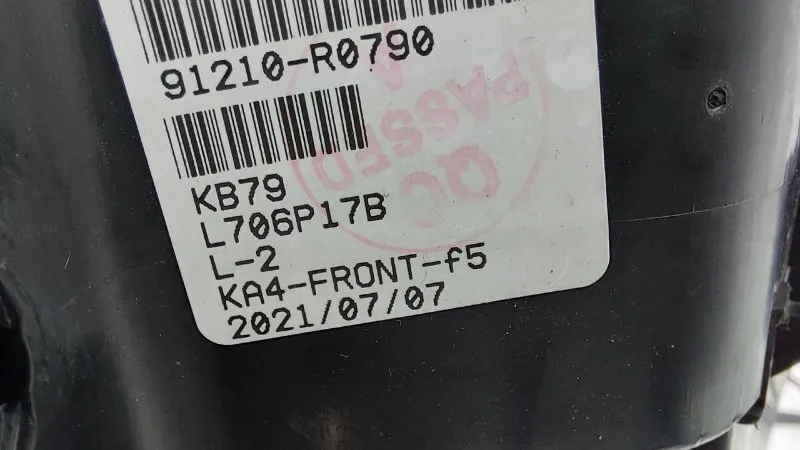 91210-R0790
KB79
L706P17B
L-2
KA4-FRONT-f5
2021/07/07
QC
PASSED
A